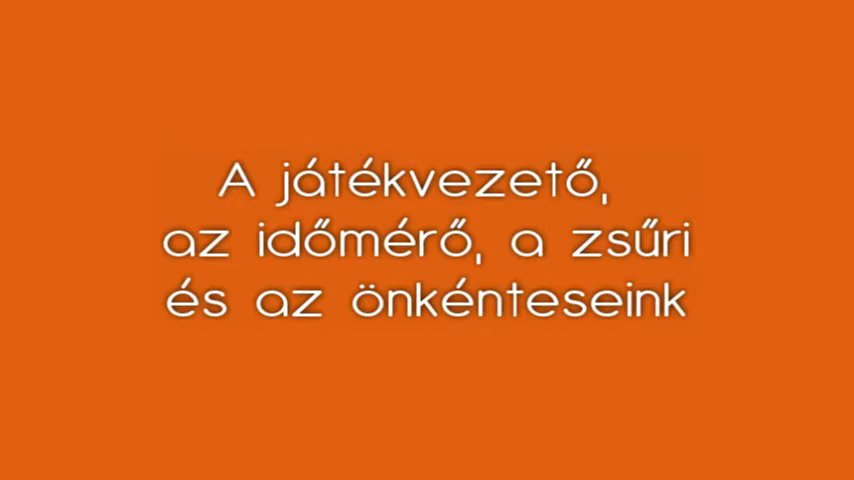 A játékvezető,
az időmérő, a zsűri
és az önkénteseink